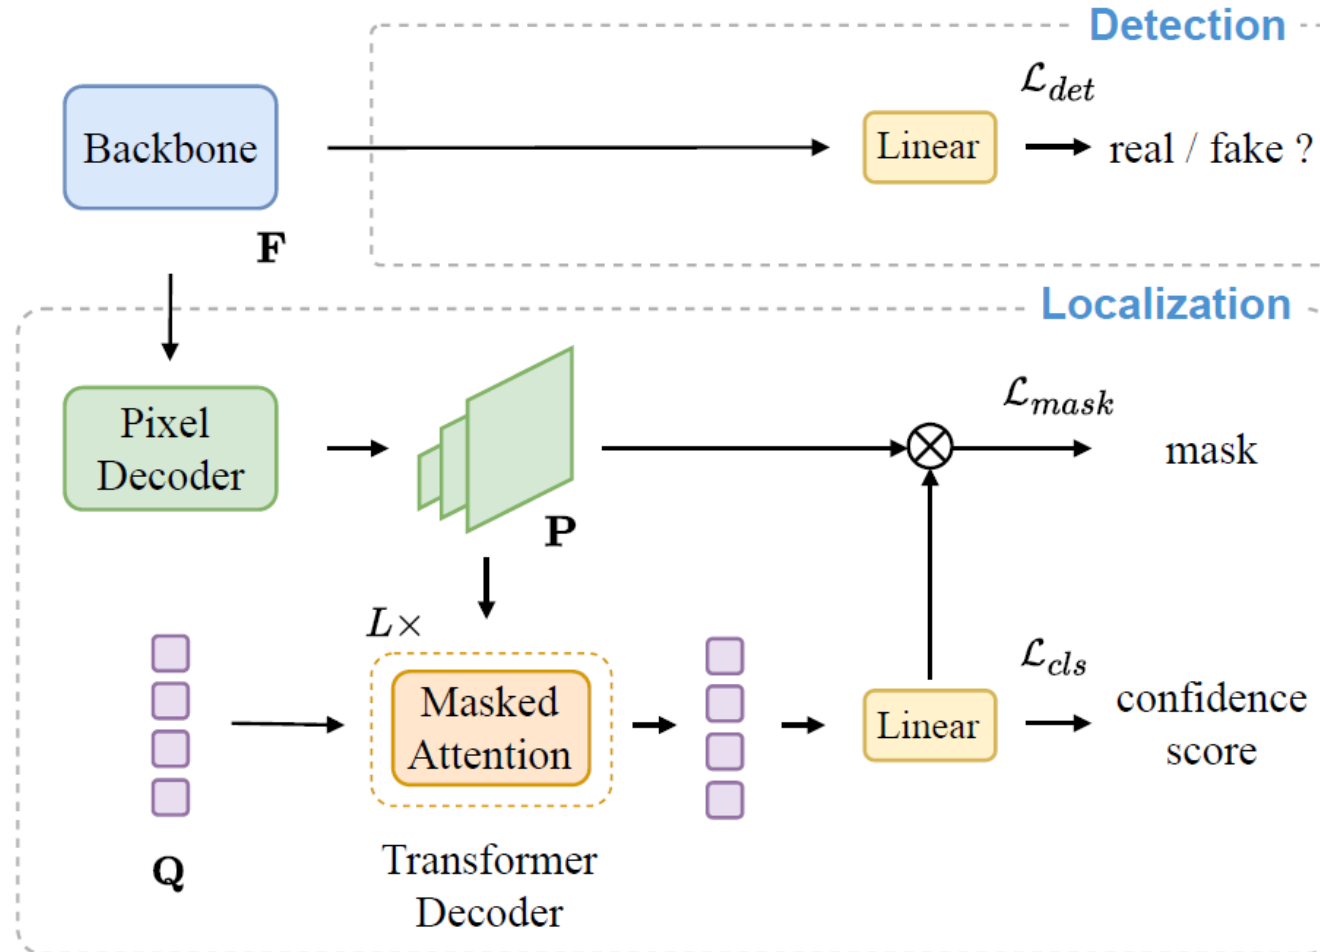 Detection
Backbone
F
Linear
ℒdet
real / fake ?
Localization
Pixel
Decoder
P
ℒmask
mask
L×
Masked
Attention
Transformer
Decoder
Q
Linear
ℒcls
confidence
score